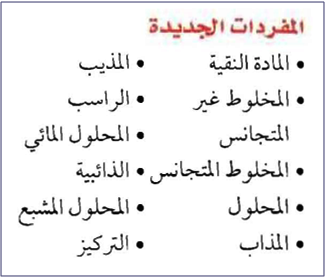 المفردات الجديدة
• المادة النقية
• المخلوط غير
المتجانس
• المخلوط المتجانس
• المحلول
• المذاب
• المذيب
• الراسب
• المحلول المائي
• الذائبية
• المحلول المشبع
• التركيز